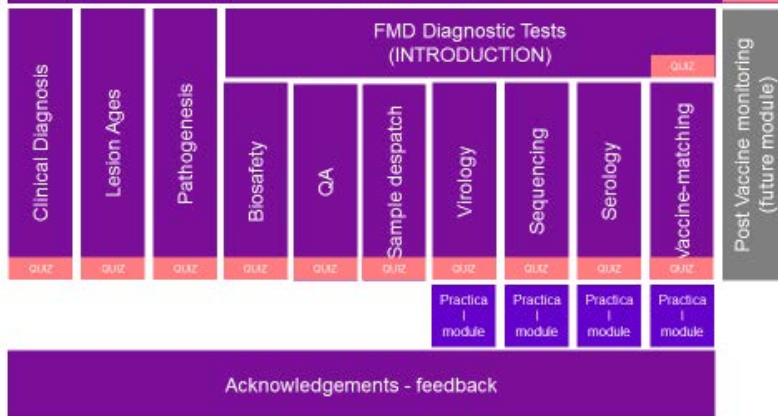 FMD Diagnostic Tests
(INTRODUCTION)
QUIZ
Clinical Diagnosis
Lesion Ages
Pathogenesis
Biosafety
QA
Sample despatch
Virology
Sequencing
Serology
Vaccine-matching
Post Vaccine monitoring
(future module)
QUIZ
QUIZ
QUIZ
QUIZ
QUIZ
QUIZ
QUIZ
QUIZ
QUIZ
QUIZ
Practica
l
module
Practica
l
module
Practica
l
module
Practica
l
module
Acknowledgements - feedback